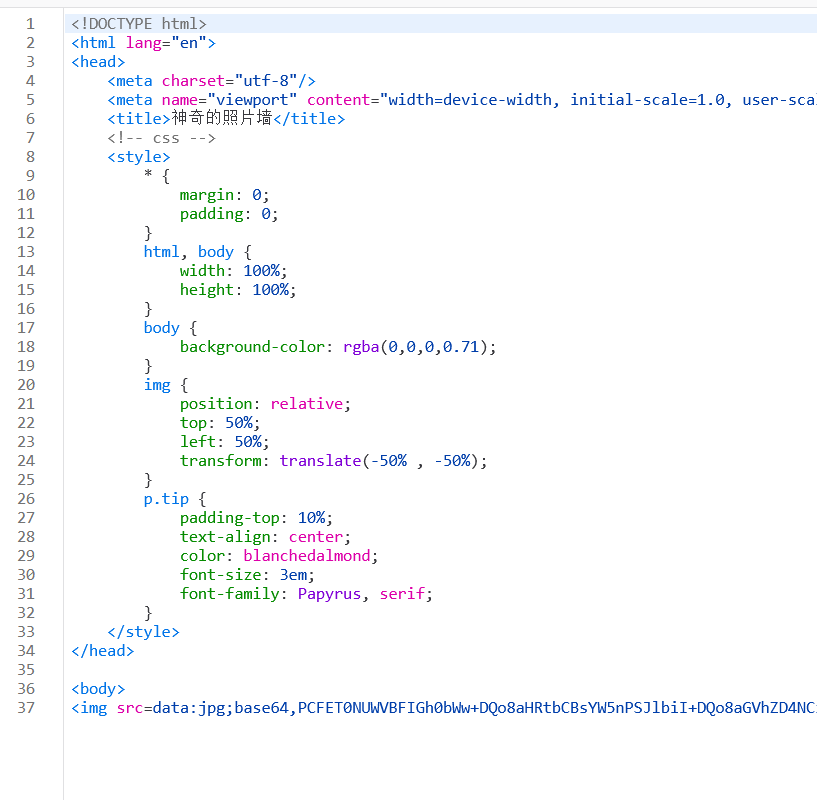 1 <!DOCTYPE html>
2 <html lang="en">
3 <head>
4     <meta charset="utf-8"/>
5     <meta name="viewport" content="width=device-width, initial-scale=1.0, user-scal
6     <title>神奇的照片墙</title>
7     <!-- css -->
8     <style>
9         * {
10             margin: 0;
11             padding: 0;
12         }
13         html, body {
14             width: 100%;
15             height: 100%;
16         }
17         body {
18             background-color: rgba(0,0,0,0.71);
19         }
20         img {
21             position: relative;
22             top: 50%;
23             left: 50%;
24             transform: translate(-50% , -50%);
25         }
26         p.tip {
27             padding-top: 10%;
28             text-align: center;
29             color: blanchedalmond;
30             font-size: 3em;
31             font-family: Papyrus, serif;
32         }
33     </style>
34 </head>
35
36 <body>
37 <img src=data:jpg;base64,PCFET0NUWVBFIGh0bWw+DQo8aHRtbCBsYW5nPSJlbiI+DQo8aGVhZD4NCi